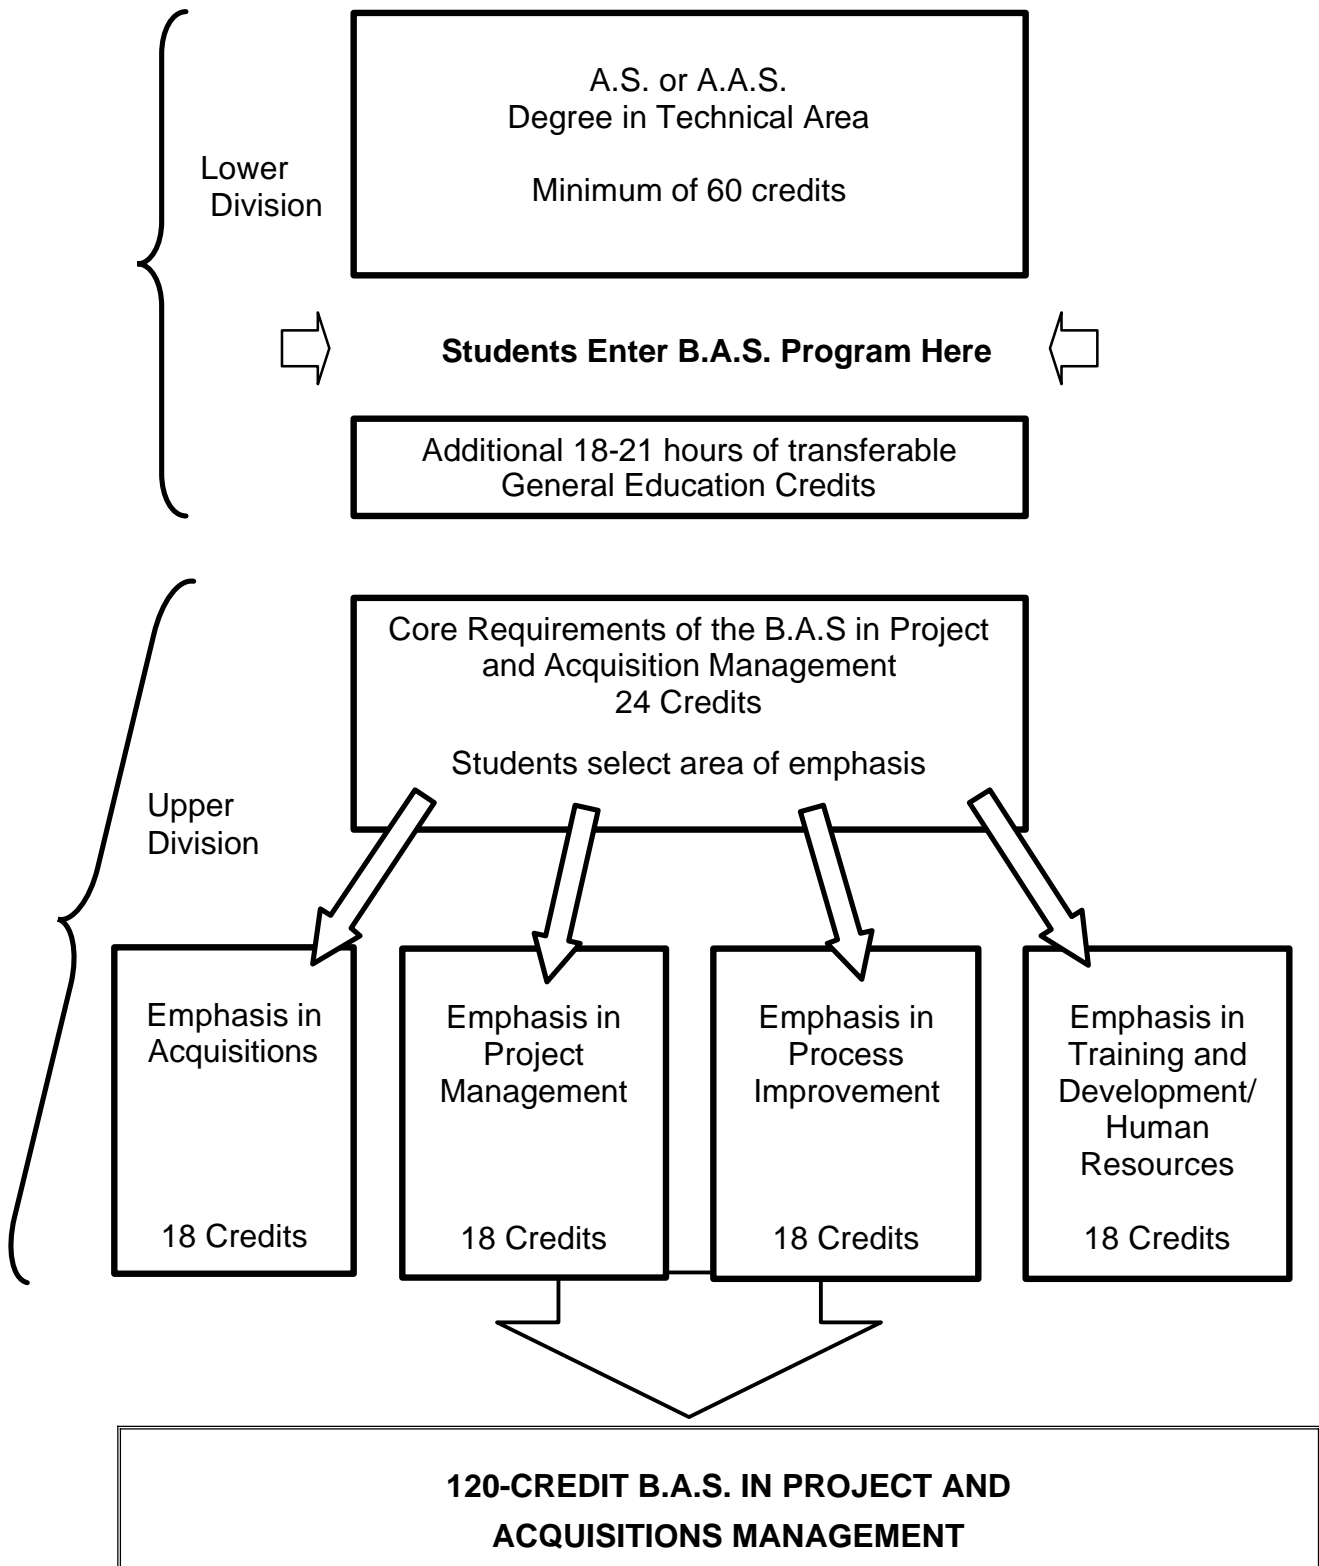 A.S. or A.A.S.
Degree in Technical Area
Minimum of 60 credits
Lower
Division
Students Enter B.A.S. Program Here
Additional 18-21 hours of transferable
General Education Credits
Core Requirements of the B.A.S in Project
and Acquisition Management
24 Credits
Students select area of emphasis
Upper
Division
Emphasis in
Acquisitions
18 Credits
Emphasis in
Project
Management
18 Credits
Emphasis in
Process
Improvement
18 Credits
Emphasis in
Training and
Development/
Human
Resources
18 Credits
120-CREDIT B.A.S. IN PROJECT AND
ACQUISITIONS MANAGEMENT